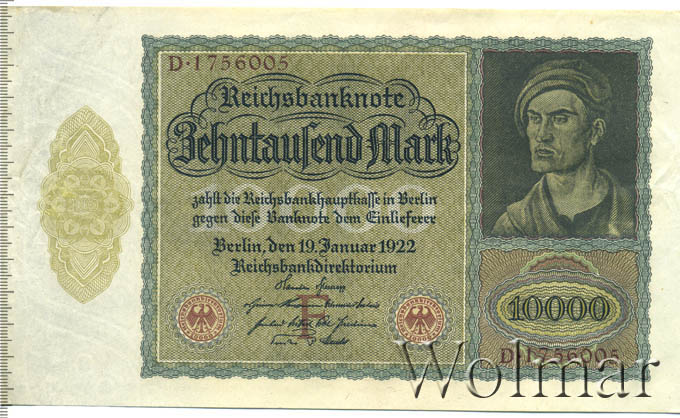 D·1756005
Reichsbanknote
Zehntausend Mark
zahlt die Reichsbankhauptkasse in Berlin
gegen diese Banknote dem Einlieferer
Berlin, den 19. Januar 1922
Reichsbankdirektorium
F
10000
D·1756005
Wolmar